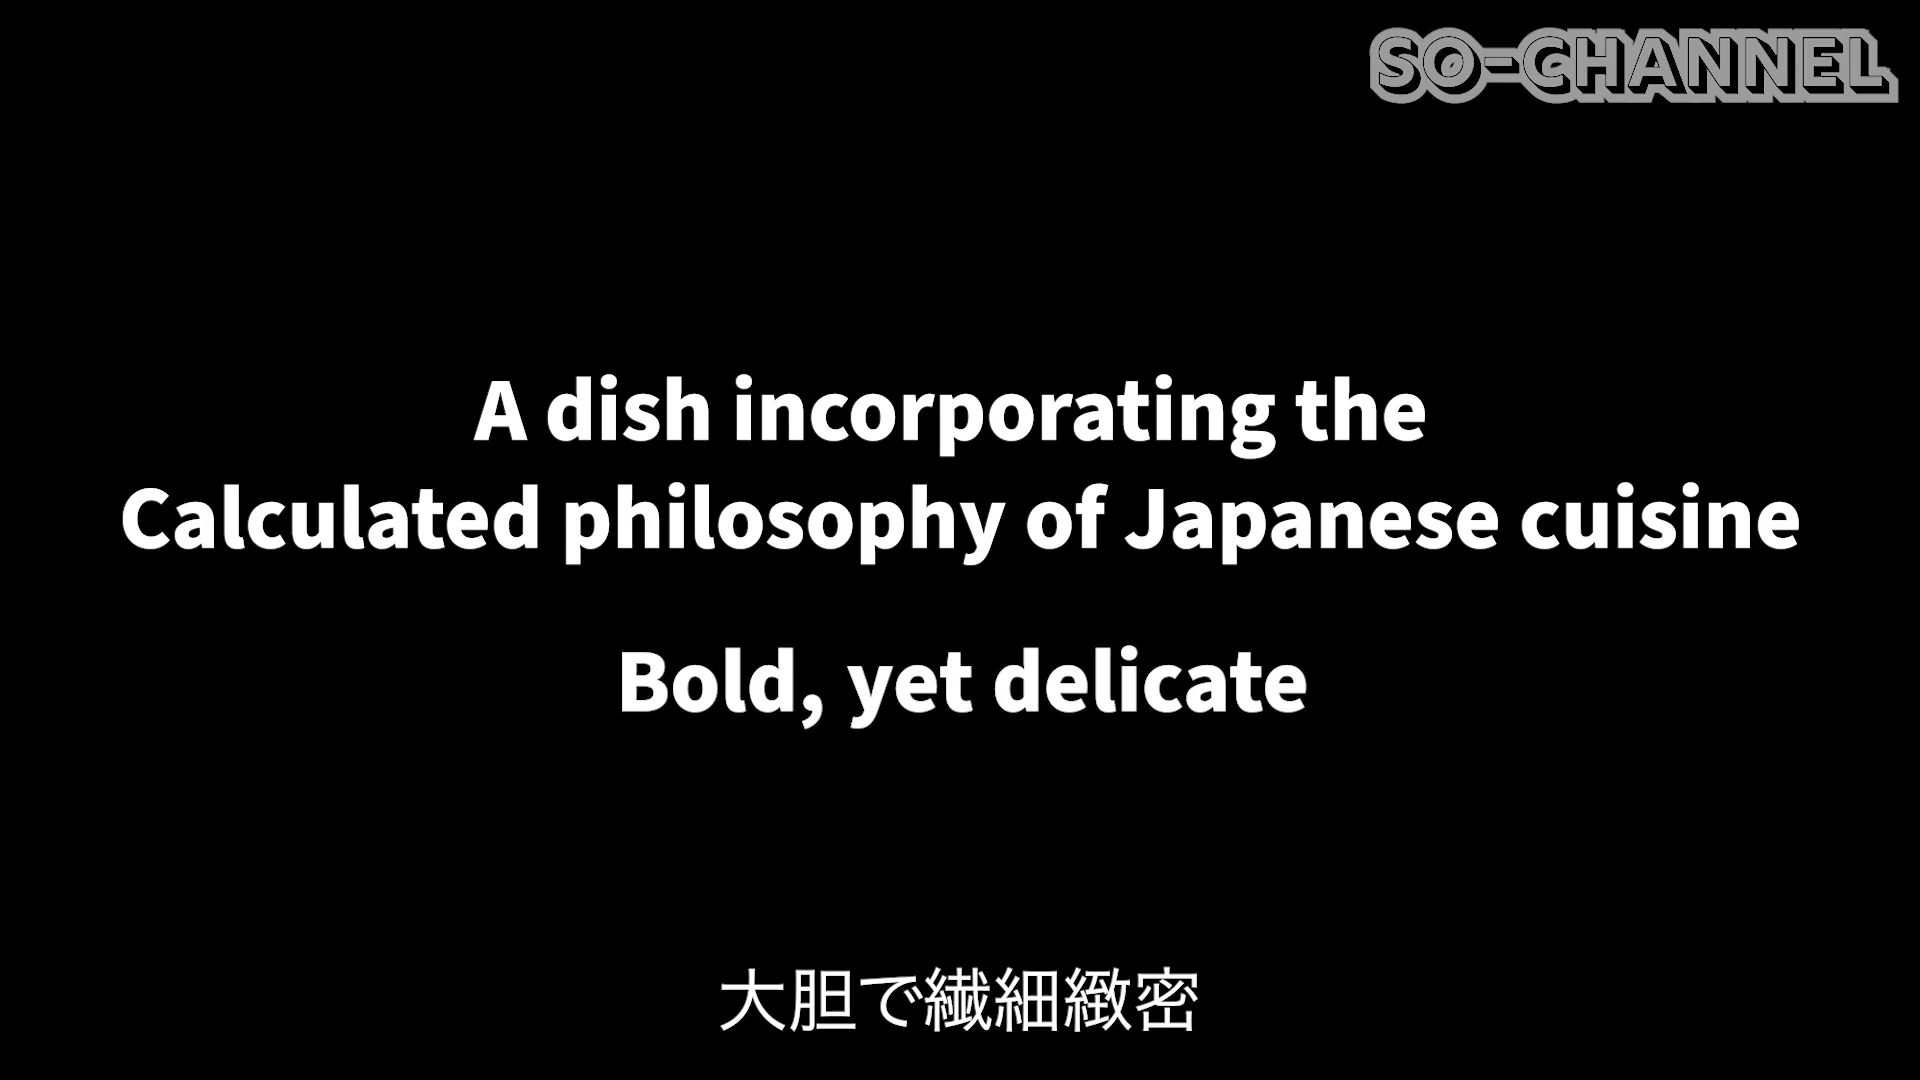 SO-CHANNEL
A dish incorporating the
Calculated philosophy of Japanese cuisine
Bold, yet delicate
大胆で繊細緻密